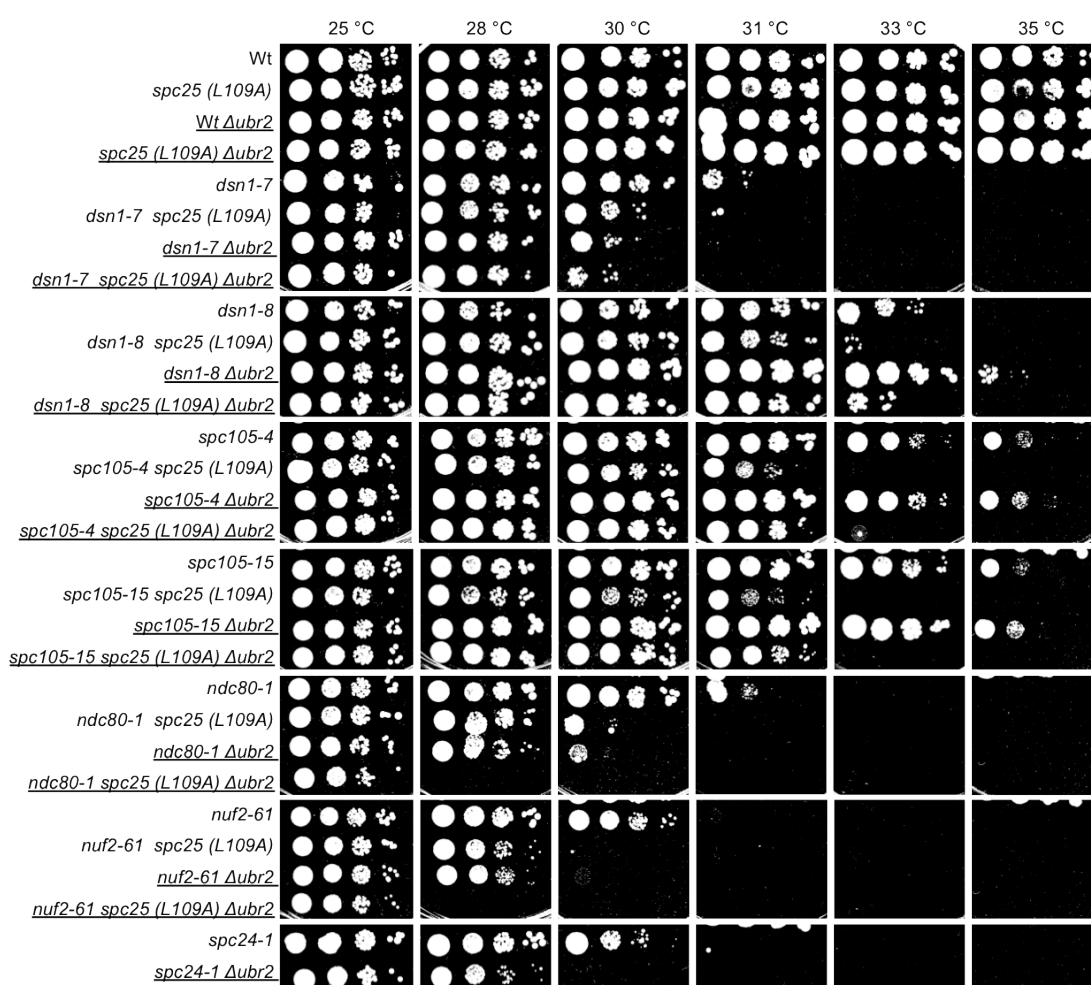 25 °C 28 °C 30 °C 31 °C 33 °C 35 °C
Wt
spc25 (L109A)
Wt Δubr2
spc25 (L109A) Δubr2
dsn1-7
dsn1-7 spc25 (L109A)
dsn1-7 Δubr2
dsn1-7 spc25 (L109A) Δubr2
dsn1-8
dsn1-8 spc25 (L109A)
dsn1-8 Δubr2
dsn1-8 spc25 (L109A) Δubr2
spc105-4
spc105-4 spc25 (L109A)
spc105-4 Δubr2
spc105-4 spc25 (L109A) Δubr2
spc105-15
spc105-15 spc25 (L109A)
spc105-15 Δubr2
spc105-15 spc25 (L109A) Δubr2
ndc80-1
ndc80-1 spc25 (L109A)
ndc80-1 Δubr2
ndc80-1 spc25 (L109A) Δubr2
nuf2-61
nuf2-61 spc25 (L109A)
nuf2-61 Δubr2
nuf2-61 spc25 (L109A) Δubr2
spc24-1
spc24-1 Δubr2